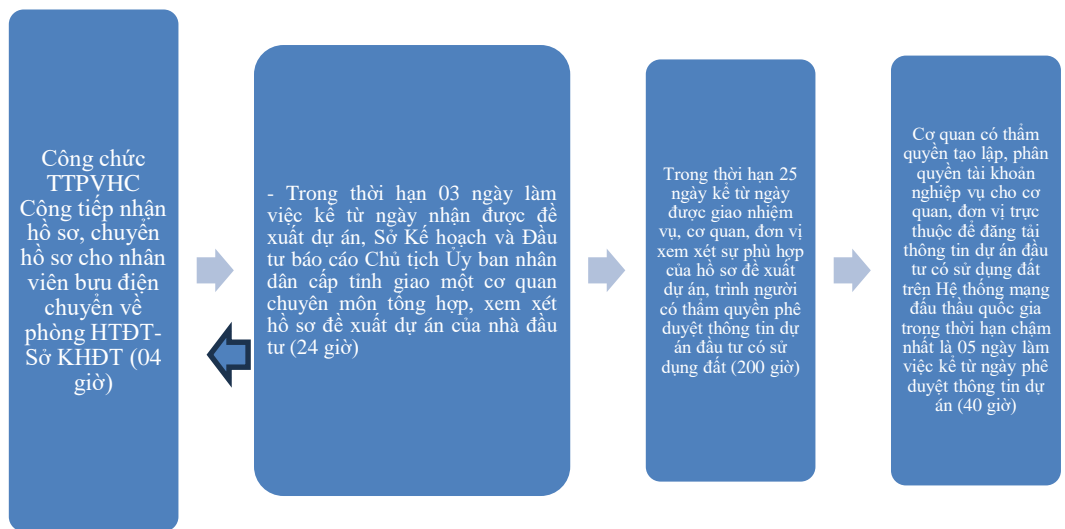 Công chức
TTPVHC
Công tiếp nhận
hồ sơ, chuyển
hồ sơ cho nhân
viên bưu điện
chuyển về
phòng HTĐT-
Sở KHĐT (04
giờ)
- Trong thời hạn 03 ngày làm
việc kể từ ngày nhận được đề
xuất dự án, Sở Kế hoạch và Đầu
tư báo cáo Chủ tịch Ủy ban nhân
dân cấp tỉnh giao một cơ quan
chuyên môn tổng hợp, xem xét
hồ sơ đề xuất dự án của nhà đầu
tư (24 giờ)
Trong thời hạn 25
ngày kể từ ngày
được giao nhiệm
vụ, cơ quan, đơn vị
xem xét sự phù hợp
của hồ sơ đề xuất
dự án, trình người
có thẩm quyền phê
duyệt thông tin dự
án đầu tư có sử
dụng đất (200 giờ)
Cơ quan có thẩm
quyền tạo lập, phân
quyền tài khoản
nghiệp vụ cho cơ
quan, đơn vị trực
thuộc để đăng tải
thông tin dự án đầu
tư có sử dụng đất
trên Hệ thống mạng
đấu thầu quốc gia
trong thời hạn chậm
nhất là 05 ngày làm
việc kể từ ngày phê
duyệt thông tin dự
án (40 giờ)